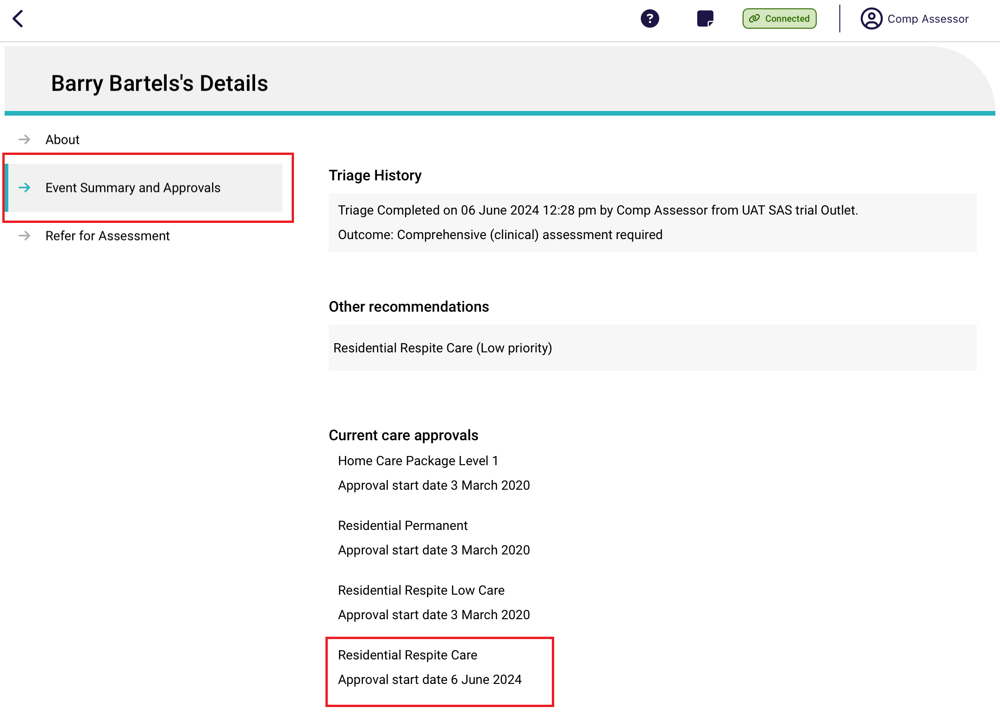 ?
Connected
Comp Assessor
Barry Bartels's Details
About
Event Summary and Approvals
Refer for Assessment
Triage History
Triage Completed on 06 June 2024 12:28 pm by Comp Assessor from UAT SAS trial Outlet.
Outcome: Comprehensive (clinical) assessment required
Other recommendations
Residential Respite Care (Low priority)
Current care approvals
Home Care Package Level 1
Approval start date 3 March 2020
Residential Permanent
Approval start date 3 March 2020
Residential Respite Low Care
Approval start date 3 March 2020
Residential Respite Care
Approval start date 6 June 2024